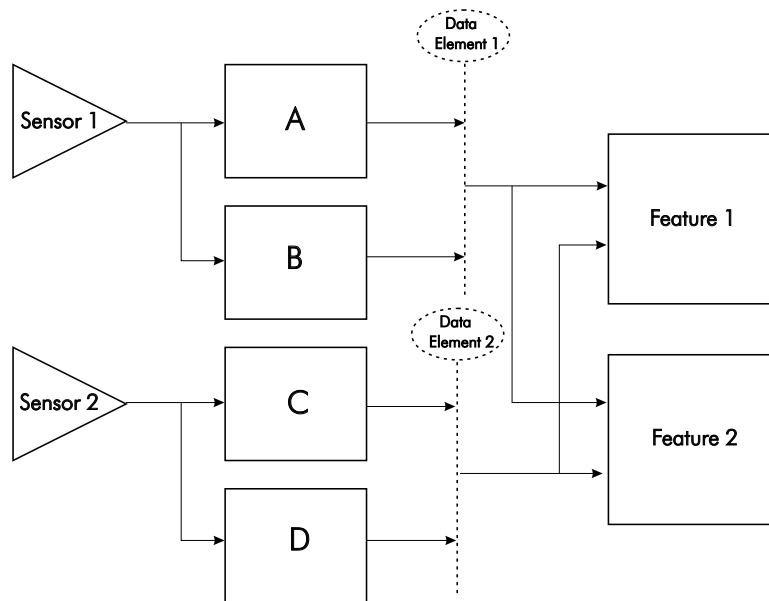 Data
Element 1
Sensor 1
A
B
Feature 1
Data
Element 2
Sensor 2
C
D
Feature 2